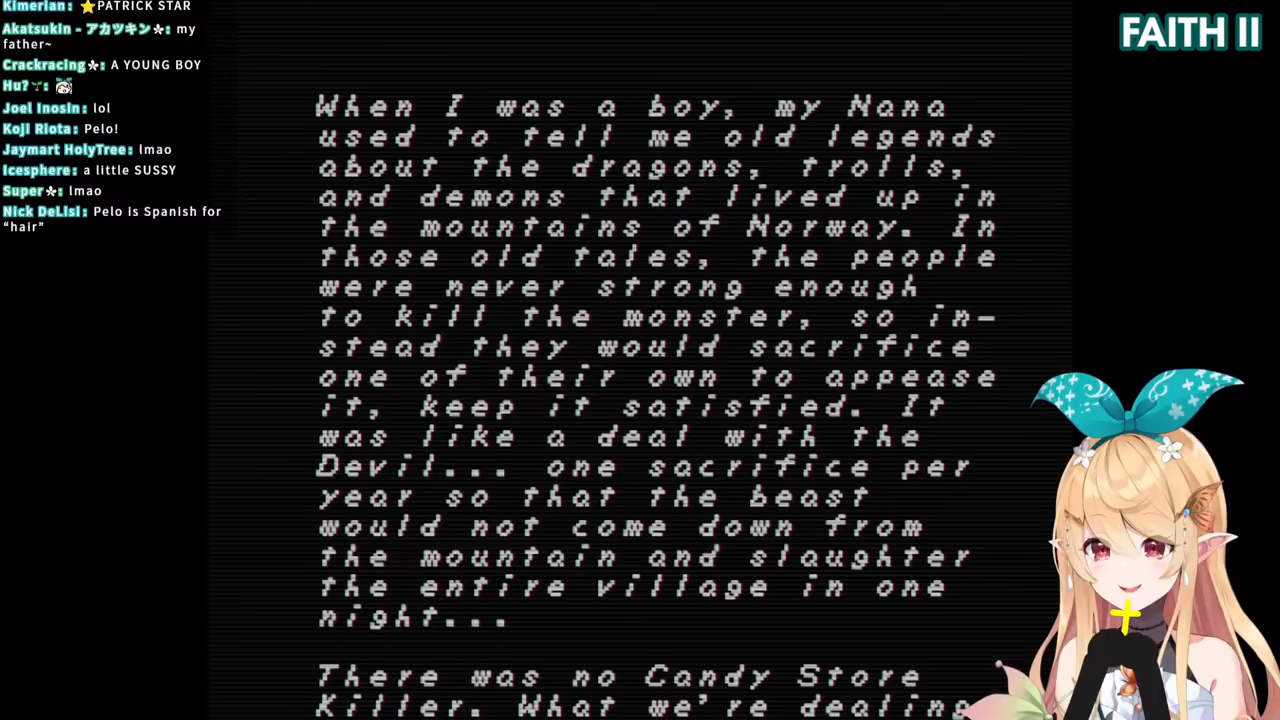 Kimerian: ⭐PATRICK STAR
Akatsukin - アカツキン: my
father~
Crackracing: A YOUNG BOY
Hu?:
Joel Inosin: lol
Koji Riota: Pelo!
Jaymart HolyTree: lmao
Icesphere: a little SUSSY
Super: lmao
Nick DeLisi: Pelo is Spanish for
“hair”
FAITH II
When I was a boy, my Nana
used to tell me old legends
about the dragons, trolls,
and demons that lived up in
the mountains of Norway. In
those old tales, the people
were never strong enough
to kill the monster, so in-
stead they would sacrifice
one of their own to appease
it, keep it satisfied. It
was like a deal with the
Devil... one sacrifice per
year so that the beast
would not come down from
the mountain and slaughter
the entire village in one
night...
There was no Candy Store
Killer. What we're dealing